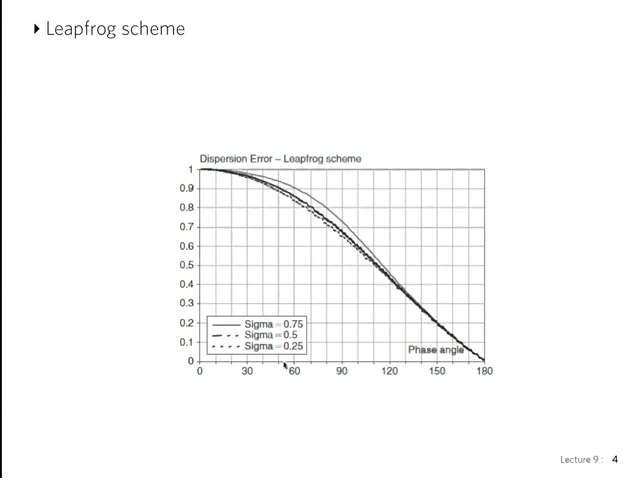 Leapfrog scheme
Dispersion Error – Leapfrog scheme
1
0.9
0.8
0.7
0.6
0.5
0.4
0.3
0.2
0.1
0
Sigma = 0.75
Sigma = 0.5
Sigma = 0.25
Phase angle
0 30 60 90 120 150 180
Lecture 9 : 4